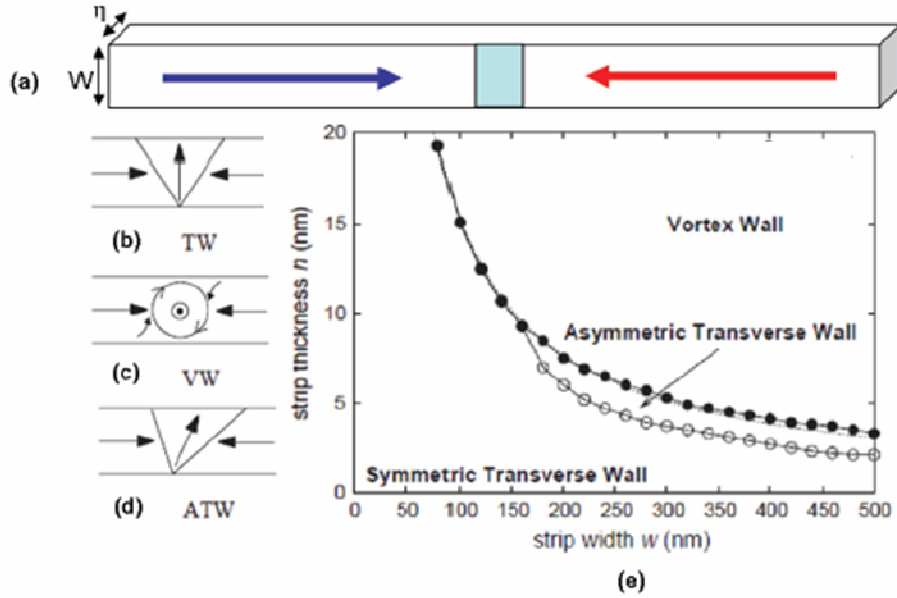 η
W
(a)
(b)
TW
(c)
VW
(d)
ATW
20
15
10
5
0
strip thickness n (nm)
Vortex Wall
Asymmetric Transverse Wall
Symmetric Transverse Wall
0 50 100 150 200 250 300 350 400 450 500
strip width w (nm)
(e)